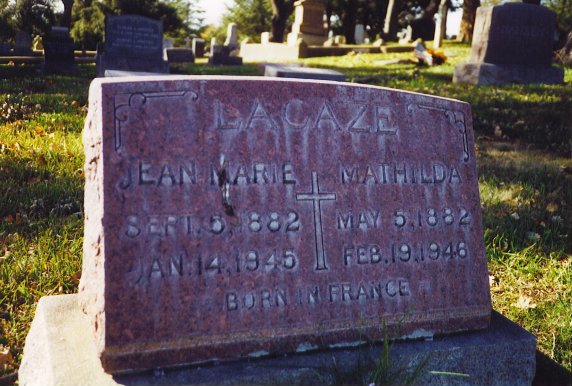 LACAZE
JEAN MARIE MATHILDA
SEPT. 5, 1882 MAY 5, 1882
JAN. 14, 1945 FEB. 19, 1946
BORN IN FRANCE